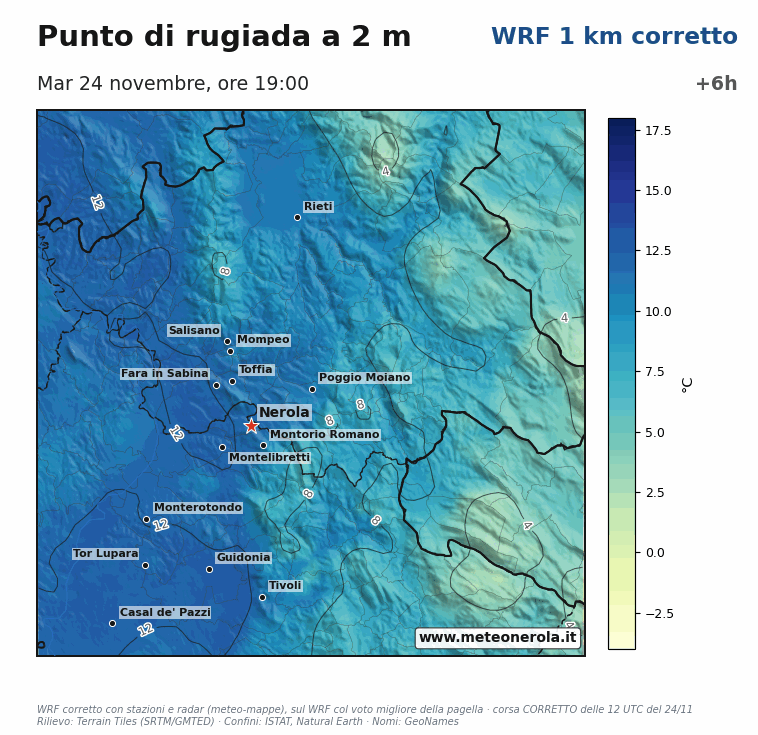 Punto di rugiada a 2 m
WRF 1 km corretto
Mar 24 novembre, ore 19:00
+6h
17.5
15.0
12.5
10.0
7.5
5.0
2.5
0.0
−2.5
°C
4
12
Rieti
8
4
Salisano
Mompeo
Toffia
Fara in Sabina
Poggio Moiano
8
Nerola
8
12
Montorio Romano
Montelibretti
8
Monterotondo
8
12
4
Tor Lupara
Guidonia
Tivoli
Casal de' Pazzi
12
4
www.meteonerola.it
WRF corretto con stazioni e radar (meteo-mappe), sul WRF col voto migliore della pagella · corsa CORRETTO delle 12 UTC del 24/11
Rilievo: Terrain Tiles (SRTM/GMTED) · Confini: ISTAT, Natural Earth · Nomi: GeoNames